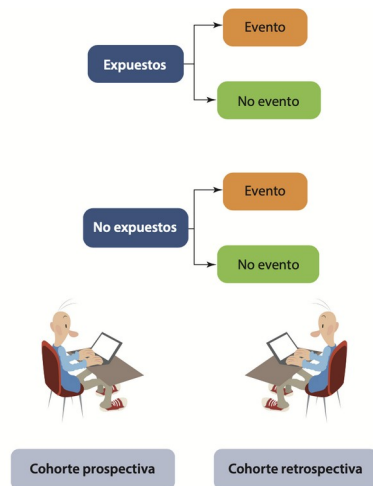 Evento
Expuestos
No evento
Evento
No expuestos
No evento
Cohorte prospectiva
Cohorte retrospectiva